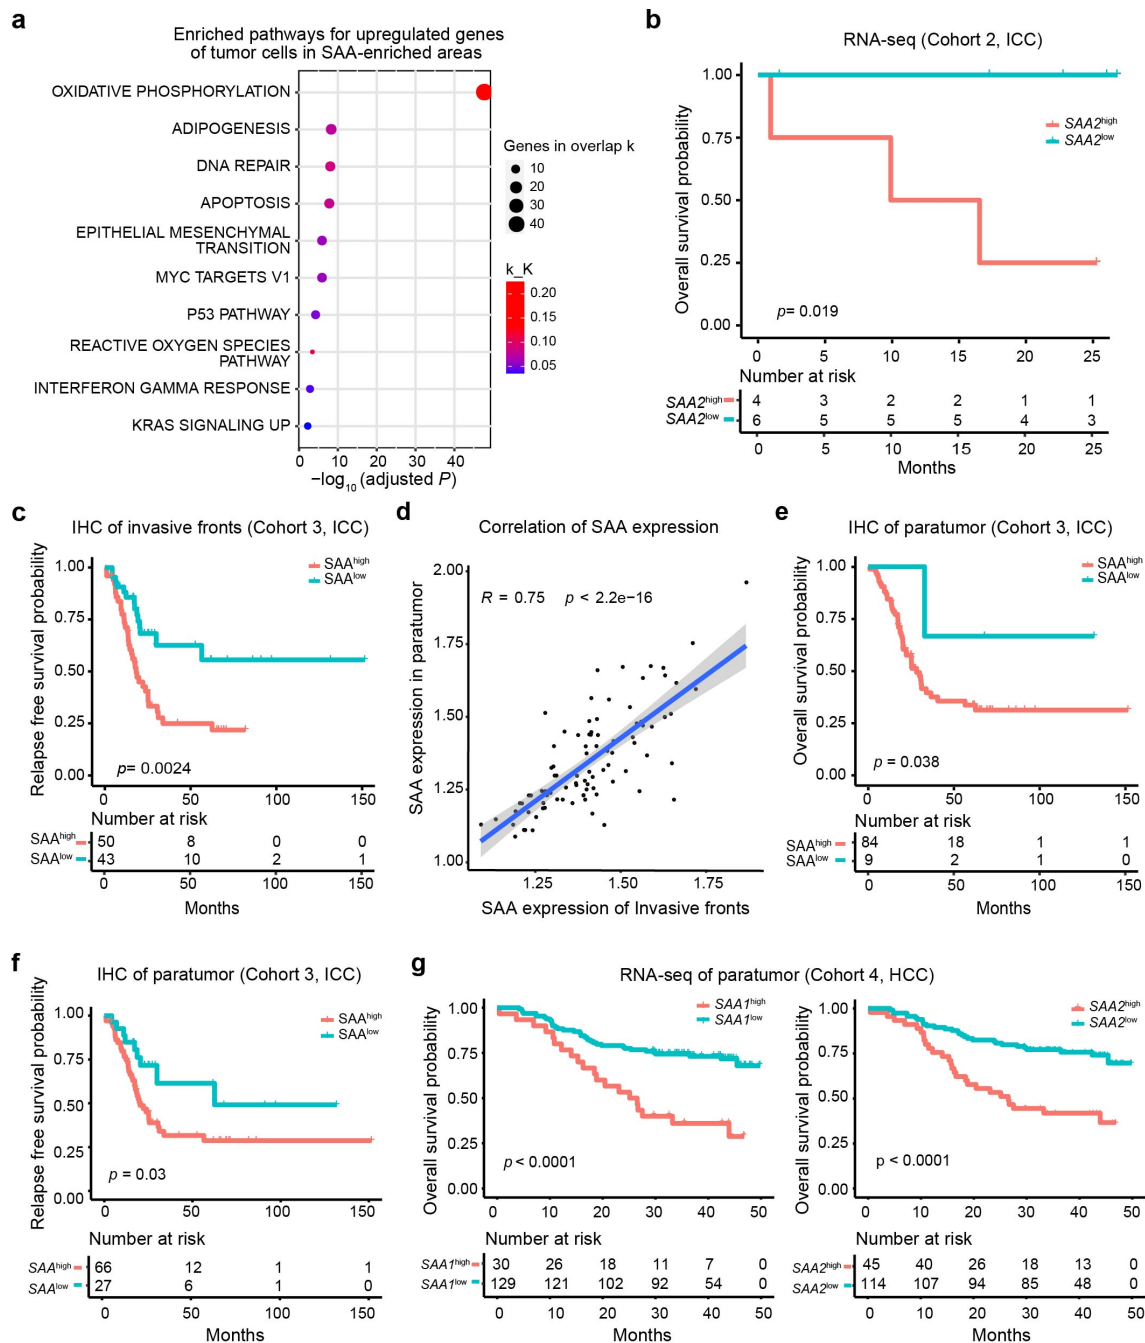 a
Enriched pathways for upregulated genes
of tumor cells in SAA-enriched areas
OXIDATIVE PHOSPHORYLATION
ADIPOGENESIS
DNA REPAIR
APOPTOSIS
EPITHELIAL MESENCHYMAL
TRANSITION
MYC TARGETS V1
P53 PATHWAY
REACTIVE OXYGEN SPECIES
PATHWAY
INTERFERON GAMMA RESPONSE
KRAS SIGNALING UP
0 10 20 30 40
−log10 (adjusted P)
Genes in overlap k
10
20
30
40
k_K
0.20
0.15
0.10
0.05
b
RNA-seq (Cohort 2, ICC)
Overall survival probability
1.00
0.75
0.50
0.25
0.00
SAA2high
SAA2low
p= 0.019
0 5 10 15 20 25
Number at risk
SAA2high 4 3 2 2 1 1
SAA2low 6 5 5 5 4 3
0 5 10 15 20 25
Months
c
IHC of invasive fronts (Cohort 3, ICC)
Relapse free survival probability
1.00
0.75
0.50
0.25
0.00
SAAhigh
SAAlow
p= 0.0024
0 50 100 150
Number at risk
SAAhigh 50 8 0 0
SAAlow 43 10 2 1
0 50 100 150
Months
d
Correlation of SAA expression
SAA expression in paratumor
2.00
1.75
1.50
1.25
1.00
R = 0.75 p < 2.2e−16
1.25 1.50 1.75
SAA expression of Invasive fronts
e
IHC of paratumor (Cohort 3, ICC)
Overall survival probability
1.00
0.75
0.50
0.25
0.00
SAAhigh
SAAlow
p = 0.038
0 50 100 150
Number at risk
SAAhigh 84 18 1 1
SAAlow 9 2 1 0
0 50 100 150
Months
f
IHC of paratumor (Cohort 3, ICC)
Relapse free survival probability
1.00
0.75
0.50
0.25
0.00
SAAhigh
SAAlow
p = 0.03
0 50 100 150
Number at risk
SAAhigh 66 12 1 1
SAAlow 27 6 1 0
0 50 100 150
Months
g
RNA-seq of paratumor (Cohort 4, HCC)
Overall survival probability
1.00
0.75
0.50
0.25
0.00
SAA1high
SAA1low
p < 0.0001
0 10 20 30 40 50
Number at risk
SAA1high 30 26 18 11 7 0
SAA1low 129 121 102 92 54 0
0 10 20 30 40 50
Months
Overall survival probability
1.00
0.75
0.50
0.25
0.00
SAA2high
SAA2low
p < 0.0001
0 10 20 30 40 50
Number at risk
SAA2high 45 40 26 18 13 0
SAA2low 114 107 94 85 48 0
0 10 20 30 40 50
Months